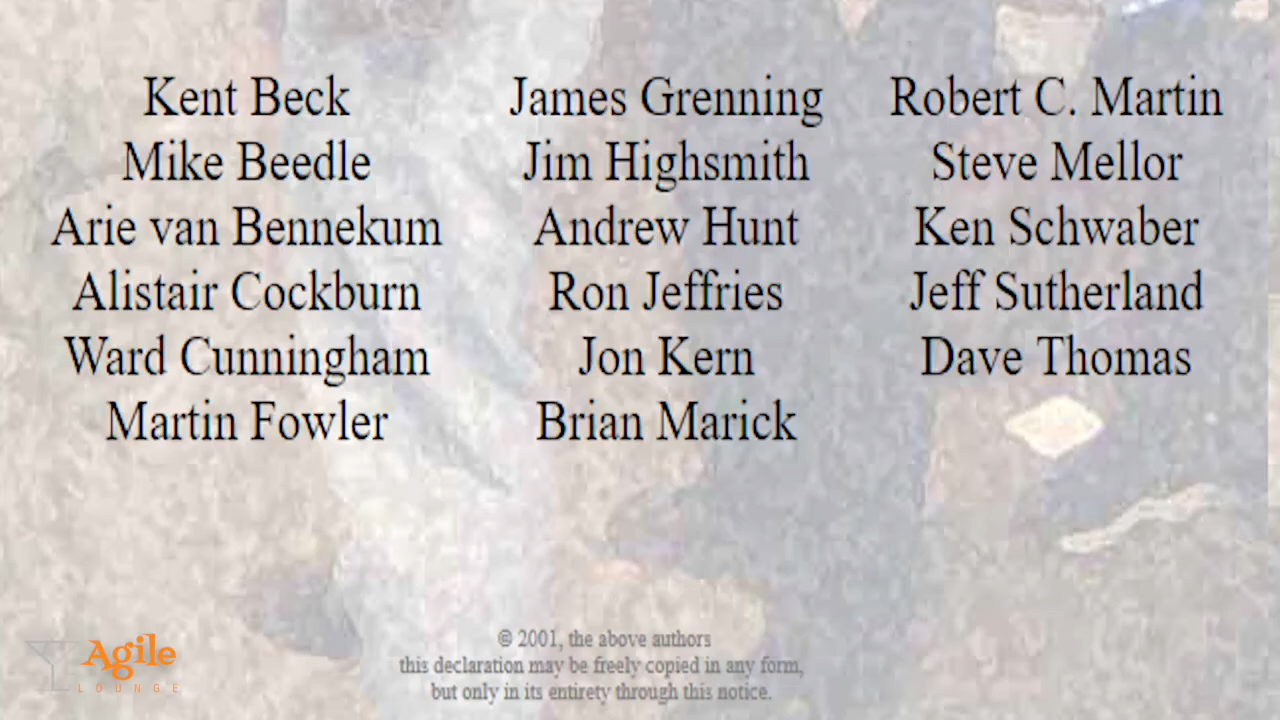 Kent Beck
Mike Beedle
Arie van Bennekum
Alistair Cockburn
Ward Cunningham
Martin Fowler
James Grenning
Jim Highsmith
Andrew Hunt
Ron Jeffries
Jon Kern
Brian Marick
Robert C. Martin
Steve Mellor
Ken Schwaber
Jeff Sutherland
Dave Thomas
© 2001, the above authors
this declaration may be freely copied in any form,
but only in its entirety through this notice.
Agile
LOUNGE